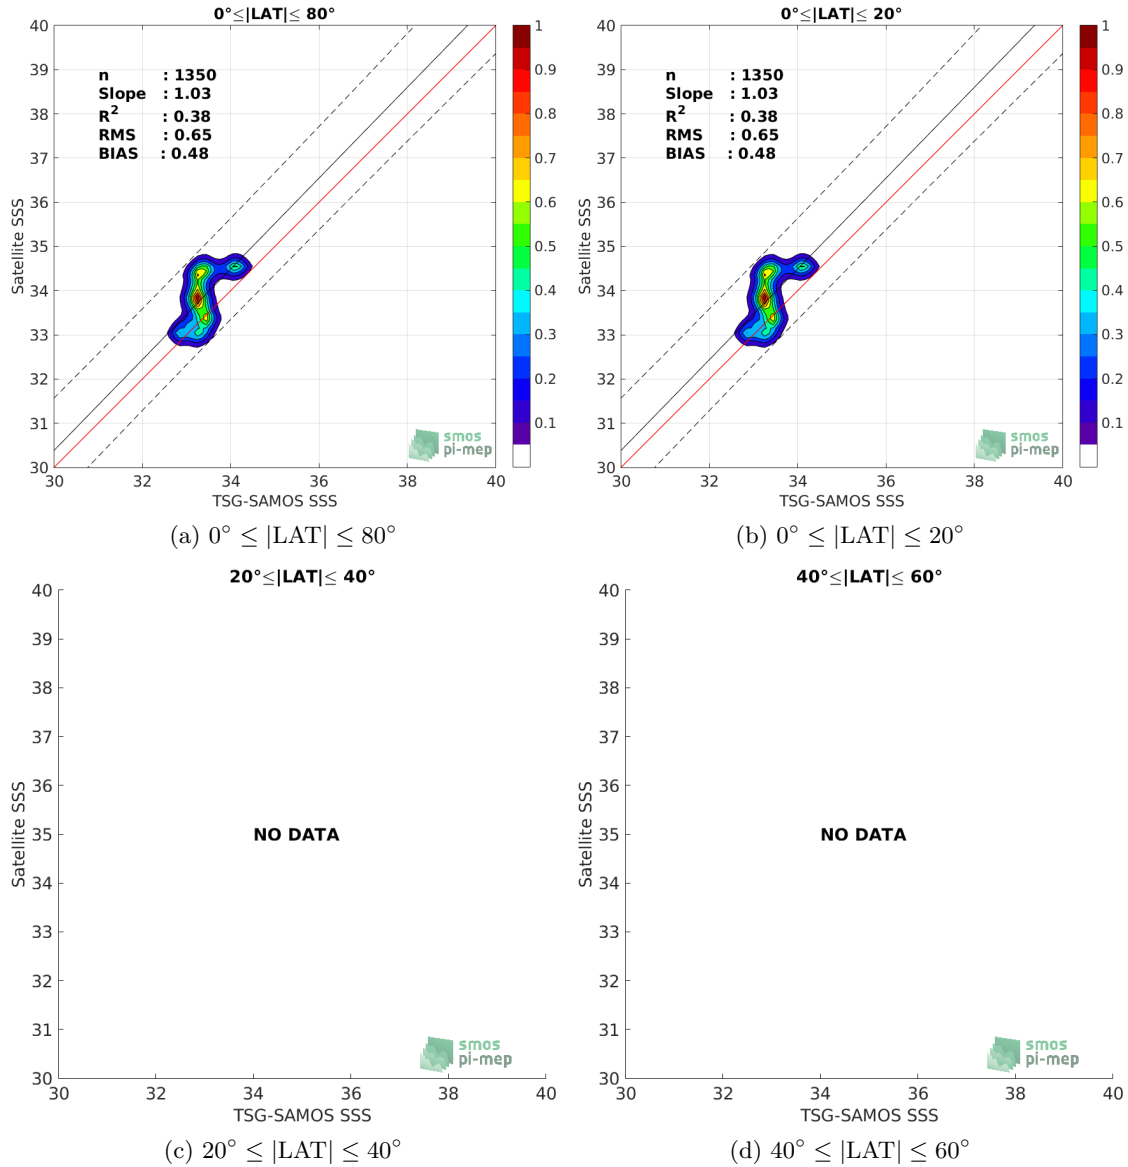 0°≤|LAT|≤ 80°
40
39
38
37
36
35
34
33
32
31
30
Satellite SSS
n : 1350
Slope : 1.03
R² : 0.38
RMS : 0.65
BIAS : 0.48
smos
pi-mep
30 32 34 36 38 40
TSG-SAMOS SSS
1
0.9
0.8
0.7
0.6
0.5
0.4
0.3
0.2
0.1
(a) 0° ≤ |LAT| ≤ 80°
0°≤|LAT|≤ 20°
40
39
38
37
36
35
34
33
32
31
30
Satellite SSS
n : 1350
Slope : 1.03
R² : 0.38
RMS : 0.65
BIAS : 0.48
smos
pi-mep
30 32 34 36 38 40
TSG-SAMOS SSS
1
0.9
0.8
0.7
0.6
0.5
0.4
0.3
0.2
0.1
(b) 0° ≤ |LAT| ≤ 20°
20°≤|LAT|≤ 40°
40
39
38
37
36
35
34
33
32
31
30
Satellite SSS
NO DATA
smos
pi-mep
30 32 34 36 38 40
TSG-SAMOS SSS
(c) 20° ≤ |LAT| ≤ 40°
40°≤|LAT|≤ 60°
40
39
38
37
36
35
34
33
32
31
30
Satellite SSS
NO DATA
smos
pi-mep
30 32 34 36 38 40
TSG-SAMOS SSS
(d) 40° ≤ |LAT| ≤ 60°